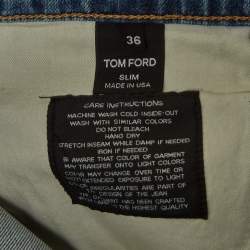 36
TOM FORD
SLIM
MADE IN USA
CARE INSTRUCTIONS
MACHINE WASH COLD INSIDE-OUT
WASH WITH SIMILAR COLORS
DO NOT BLEACH
HANG DRY
STRETCH INSEAM WHILE DAMP IF NEEDED
IRON IF NEEDED
BE AWARE THAT COLOR OF GARMENT
MAY TRANSFER ONTO LIGHT COLORS
COLOR MAY CHANGE OVER TIME OR
WITH EXTENDED EXPOSURE TO LIGHT
IRREGULARITIES ARE PART OF
DESIGN OF THE JEAN
GARMENT HAS BEEN CRAFTED
THE HIGHEST QUALITY